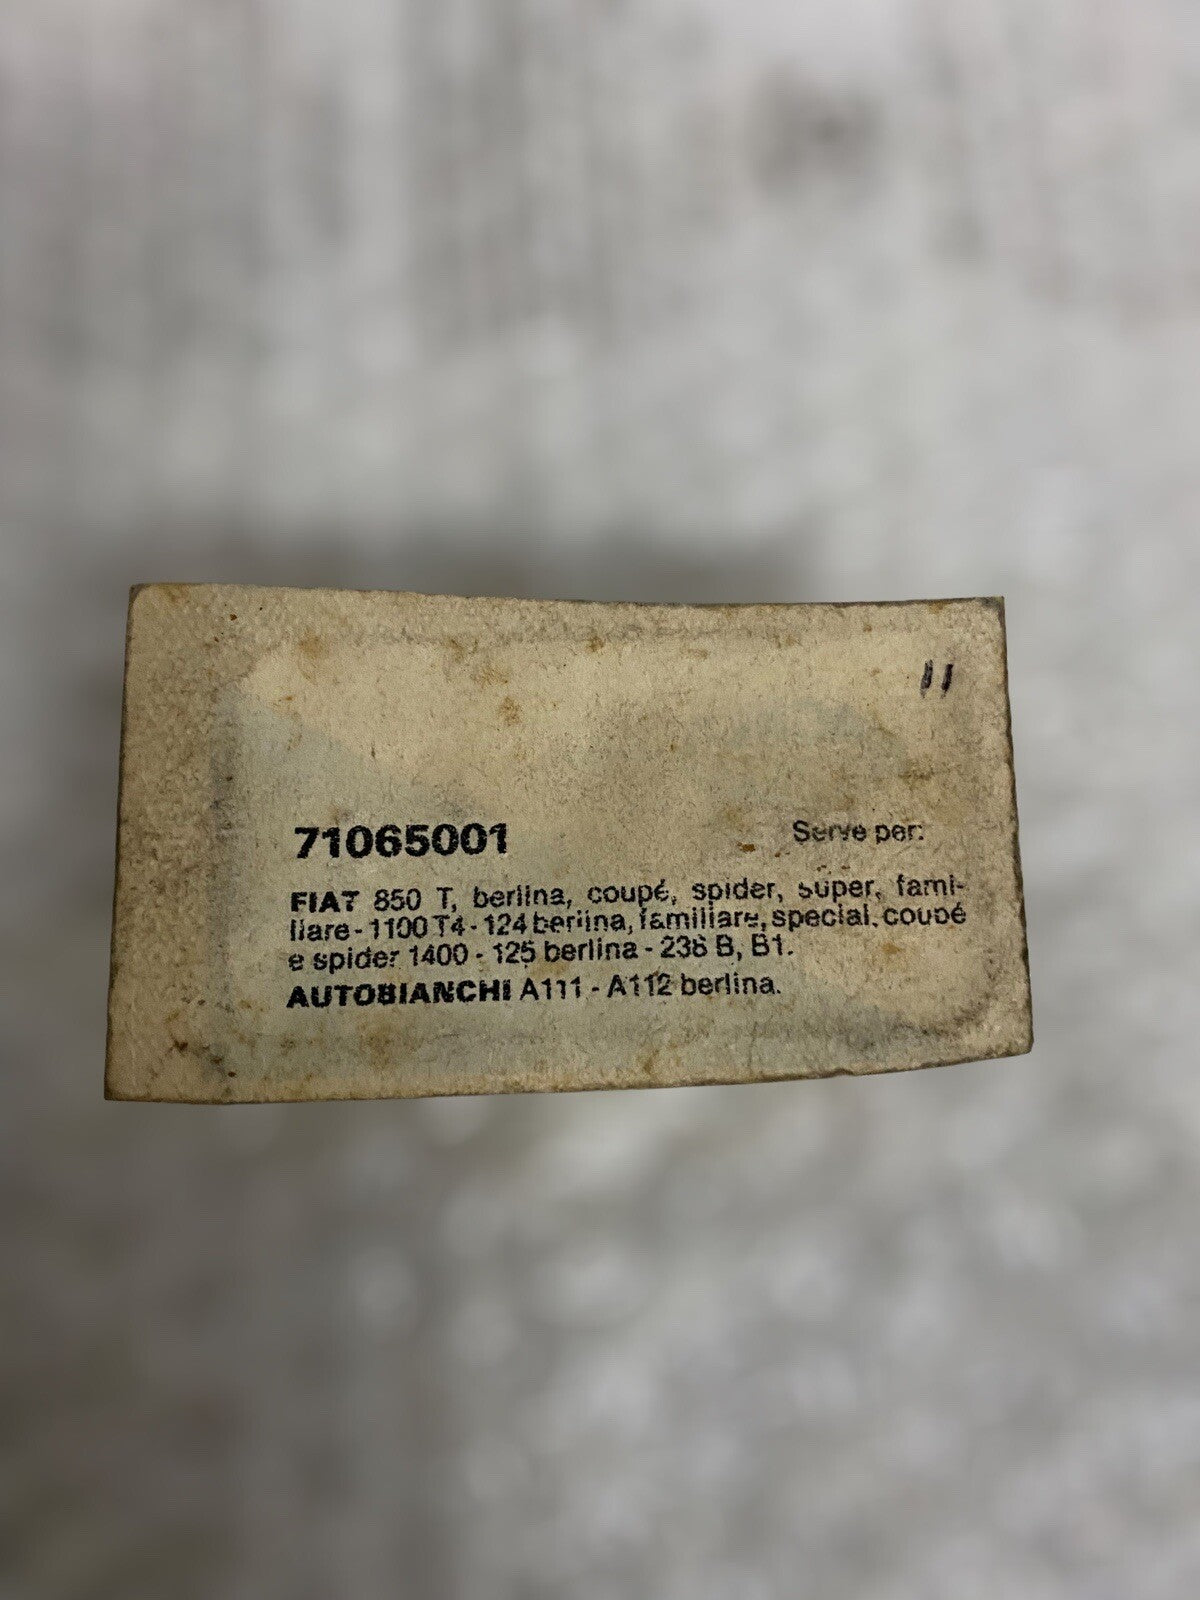 11
71065001 Serve per:
FIAT 850 T, berlina, coupé, spider, super, fami-
liare - 1100 T4 - 124 berlina, familiare, special, coupé
e spider 1400 - 125 berlina - 238 B, B1.
AUTOBIANCHI A111 - A112 berlina.